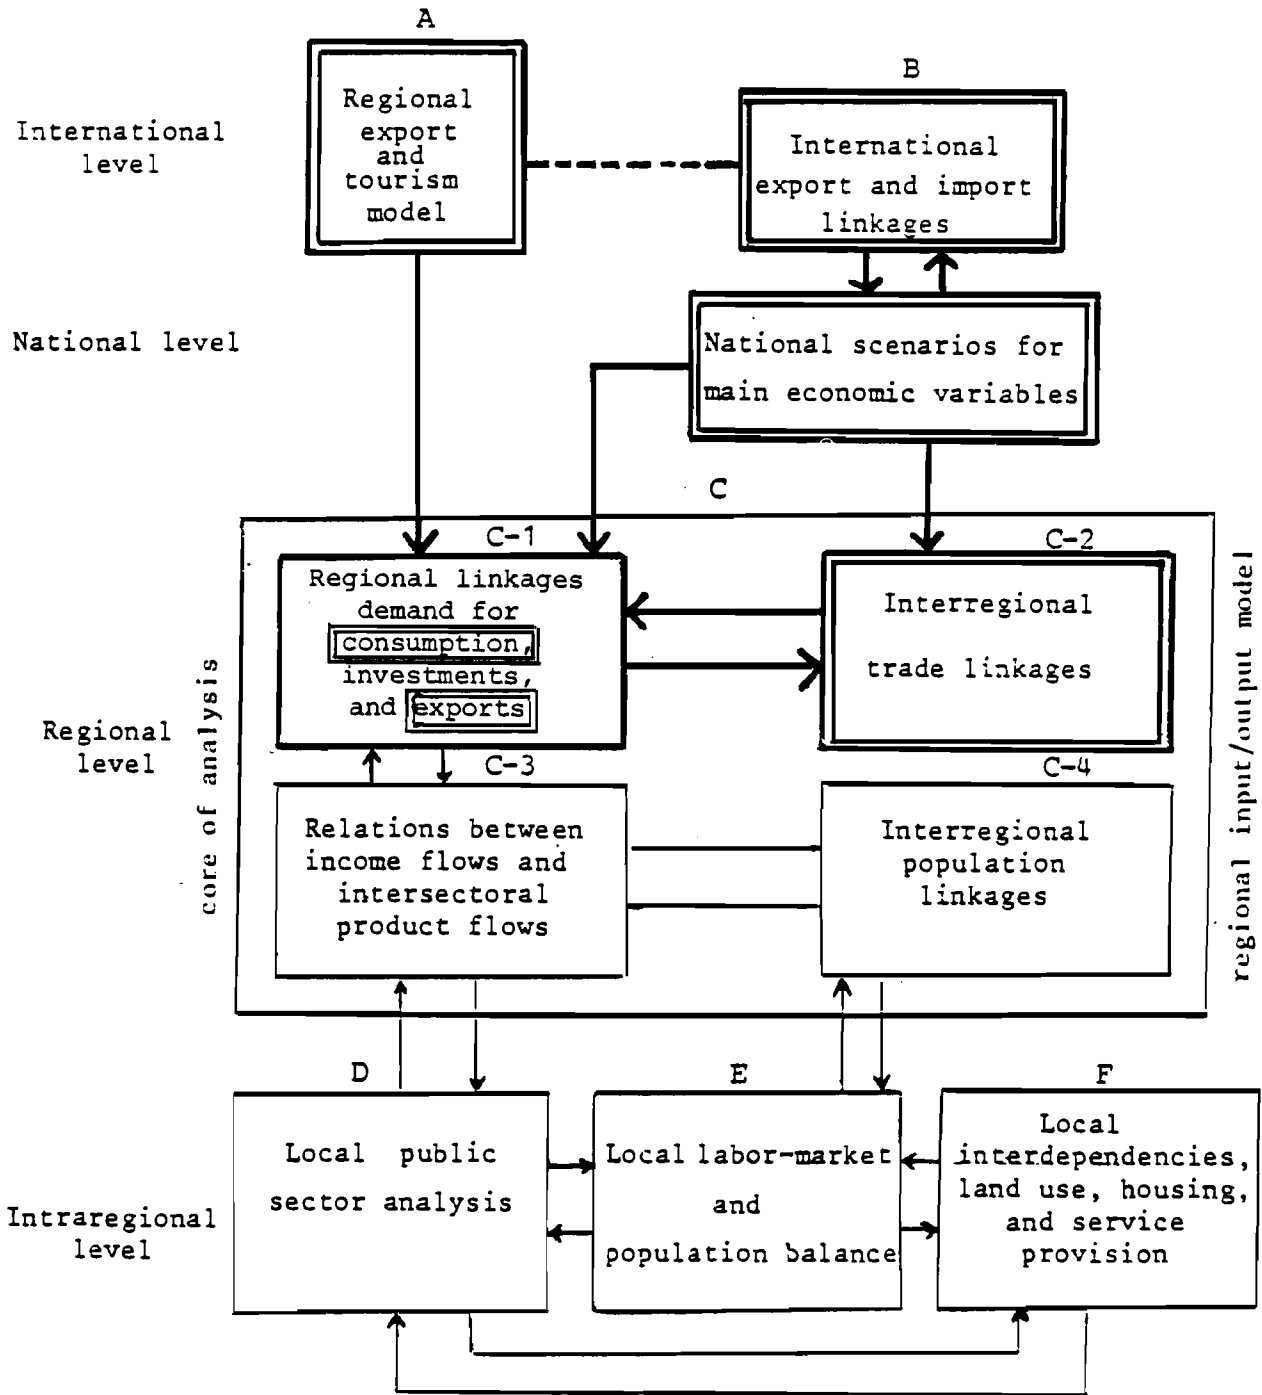 A
Regional
export
and
tourism
model
B
International
export and import
linkages
International
level
National level
National scenarios for
main economic variables
C
C-1
Regional linkages
demand for
consumption,
investments,
and exports
C-2
Interregional
trade linkages
core of analysis
regional input/output model
Regional
level
C-3
Relations between
income flows and
intersectoral
product flows
C-4
Interregional
population
linkages
D
Local public
sector analysis
E
Local labor-market
and
population balance
F
Local
interdependencies,
land use, housing,
and service
provision
Intraregional
level